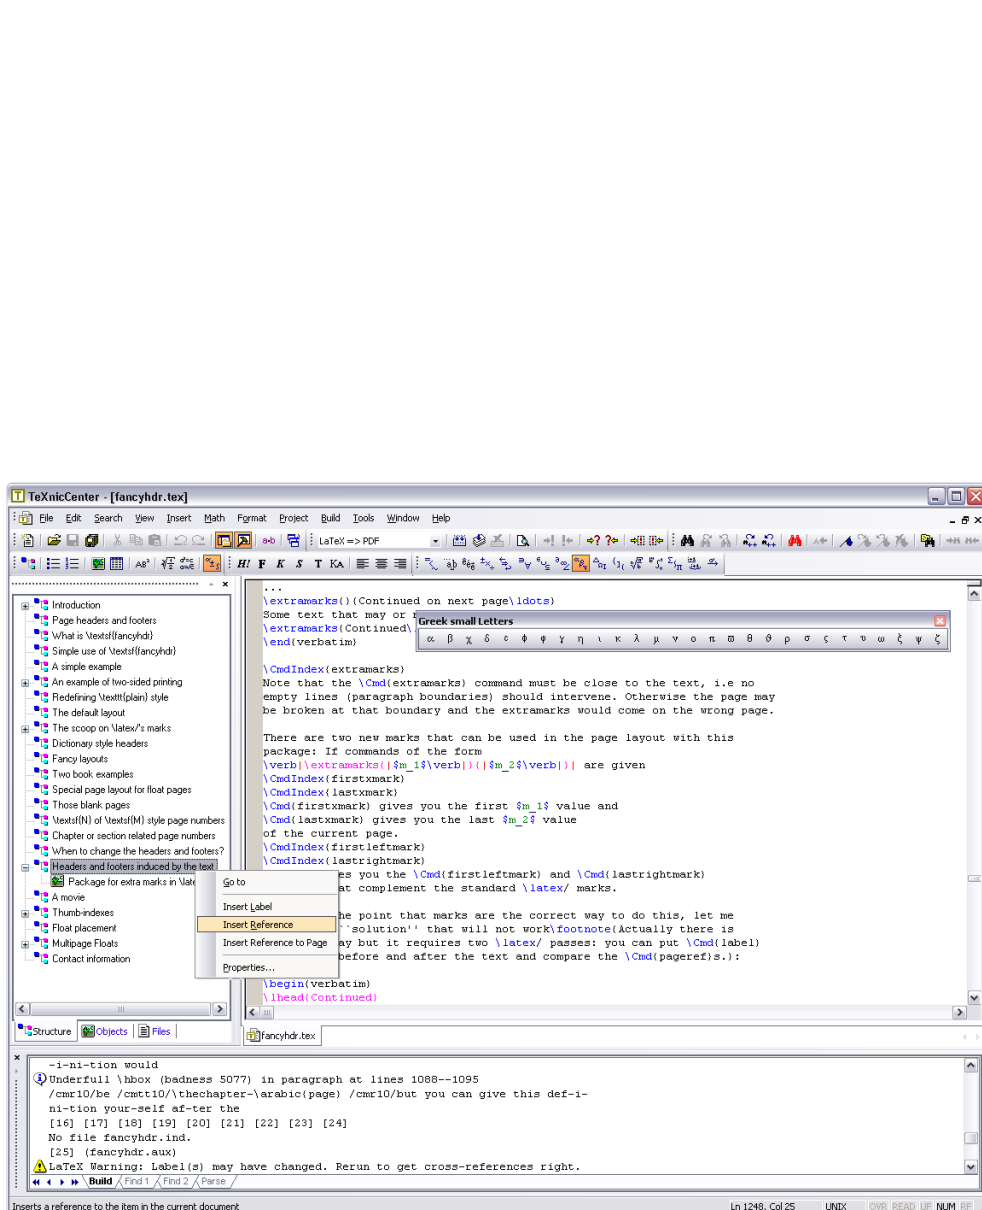 TeXnicCenter - [fancyhdr.tex]
File Edit Search View Insert Math Format Project Build Tools Window Help
LaTeX => PDF
H! F K S T KA
Introduction
Page headers and footers
What is \textsf{fancyhdr}
Simple use of \textsf{fancyhdr}
A simple example
An example of two-sided printing
Redefining \texttt{plain} style
The default layout
The scoop on \latex/'s marks
Dictionary style headers
Fancy layouts
Two book examples
Special page layout for float pages
Those blank pages
\textsf{N} of \textsf{M} style page numbers
Chapter or section related page numbers
When to change the headers and footers?
Headers and footers induced by the text
Package for extra marks in \late
A movie
Thumb-indexes
Float placement
Multipage Floats
Contact information
Structure Objects Files
Go to
Insert Label
Insert Reference
Insert Reference to Page
Properties...
...
\extramarks{}{Continued on next page\ldots}
Some text that may or
\extramarks{Continued\
\end{verbatim}
Greek small Letters
α β χ δ ε ϕ φ γ η ι κ λ μ ν ο π ϖ θ ϑ ρ σ ς τ υ ω ξ ψ ζ
\CmdIndex{extramarks}
Note that the \Cmd{extramarks} command must be close to the text, i.e no
empty lines (paragraph boundaries) should intervene. Otherwise the page may
be broken at that boundary and the extramarks would come on the wrong page.
There are two new marks that can be used in the page layout with this
package: If commands of the form
\verb|\extramarks{|$m_1$\verb|}{|$m_2$\verb|}| are given
\CmdIndex{firstxmark}
\CmdIndex{lastxmark}
\Cmd{firstxmark} gives you the first $m_1$ value and
\Cmd{lastxmark} gives you the last $m_2$ value
of the current page.
\CmdIndex{firstleftmark}
\CmdIndex{lastrightmark}
es you the \Cmd{firstleftmark} and \Cmd{lastrightmark}
at complement the standard \latex/ marks.
he point that marks are the correct way to do this, let me
``solution'' that will not work\footnote{Actually there is
ay but it requires two \latex/ passes: you can put \Cmd{label}
before and after the text and compare the \Cmd{pageref}s.}:
\begin{verbatim}
\lhead{Continued}
fancyhdr.tex
-i-ni-tion would
Underfull \hbox (badness 5077) in paragraph at lines 1088--1095
/cmr10/be /cmtt10/\thechapter-\arabic{page} /cmr10/but you can give this def-i-
ni-tion your-self af-ter the
[16] [17] [18] [19] [20] [21] [22] [23] [24]
No file fancyhdr.ind.
[25] (fancyhdr.aux)
LaTeX Warning: Label(s) may have changed. Rerun to get cross-references right.
Build Find 1 Find 2 Parse
Inserts a reference to the item in the current document Ln 1248, Col 25 UNIX OVR READ LF NUM RF